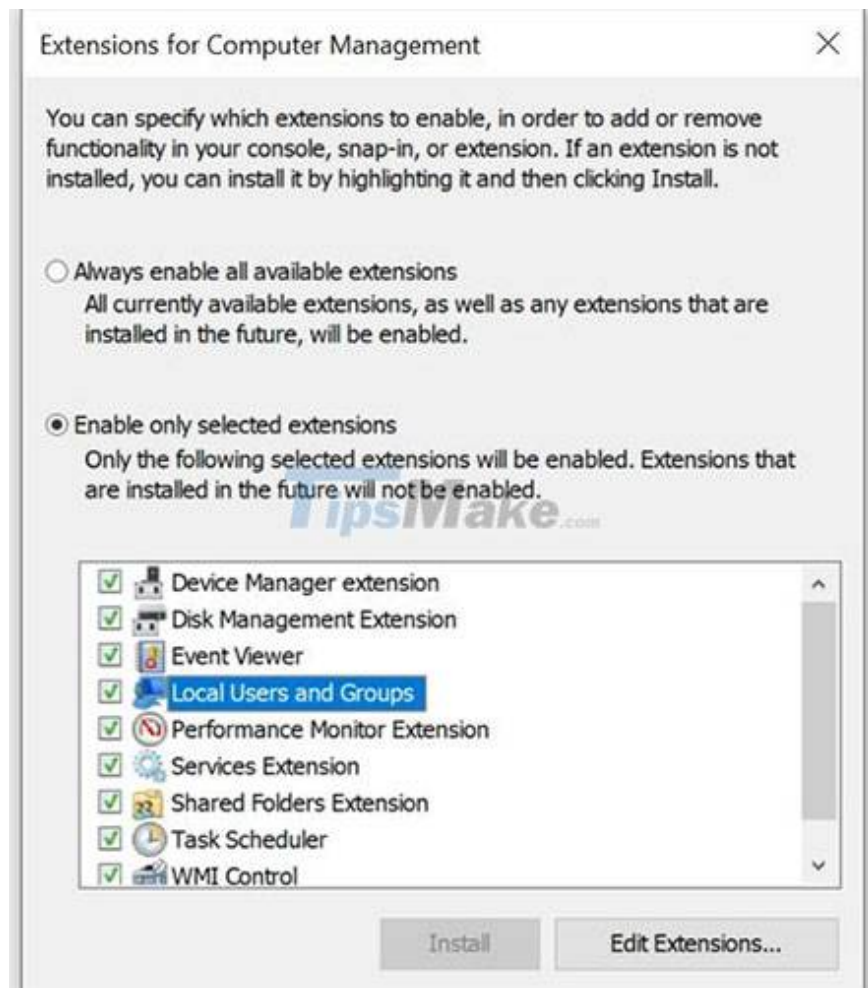 Extensions for Computer Management
You can specify which extensions to enable, in order to add or remove
functionality in your console, snap-in, or extension. If an extension is not
installed, you can install it by highlighting it and then clicking Install.
Always enable all available extensions
All currently available extensions, as well as any extensions that are
installed in the future, will be enabled.
Enable only selected extensions
Only the following selected extensions will be enabled. Extensions that
are installed in the future will not be enabled.
TipsMake.com
Device Manager extension
Disk Management Extension
Event Viewer
Local Users and Groups
Performance Monitor Extension
Services Extension
Shared Folders Extension
Task Scheduler
WMI Control
Install
Edit Extensions...